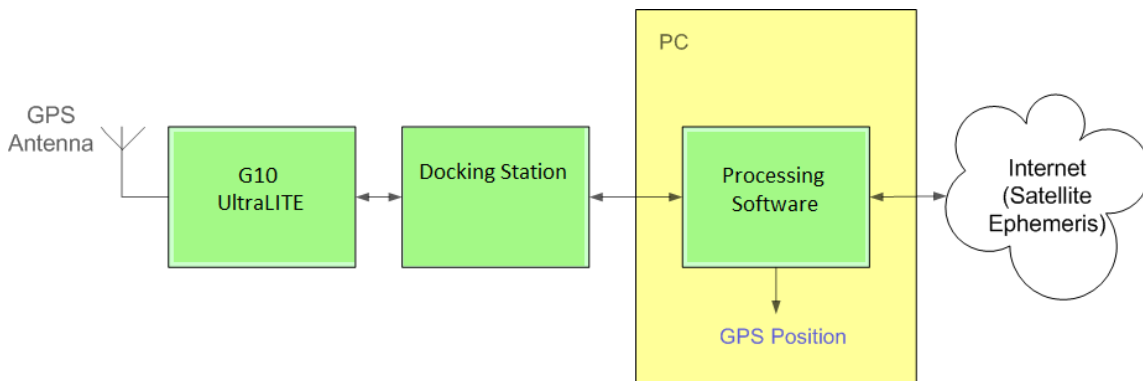 PC
GPS
Antenna
G10
UltraLITE
Docking Station
Processing
Software
Internet
(Satellite
Ephemeris)
GPS Position